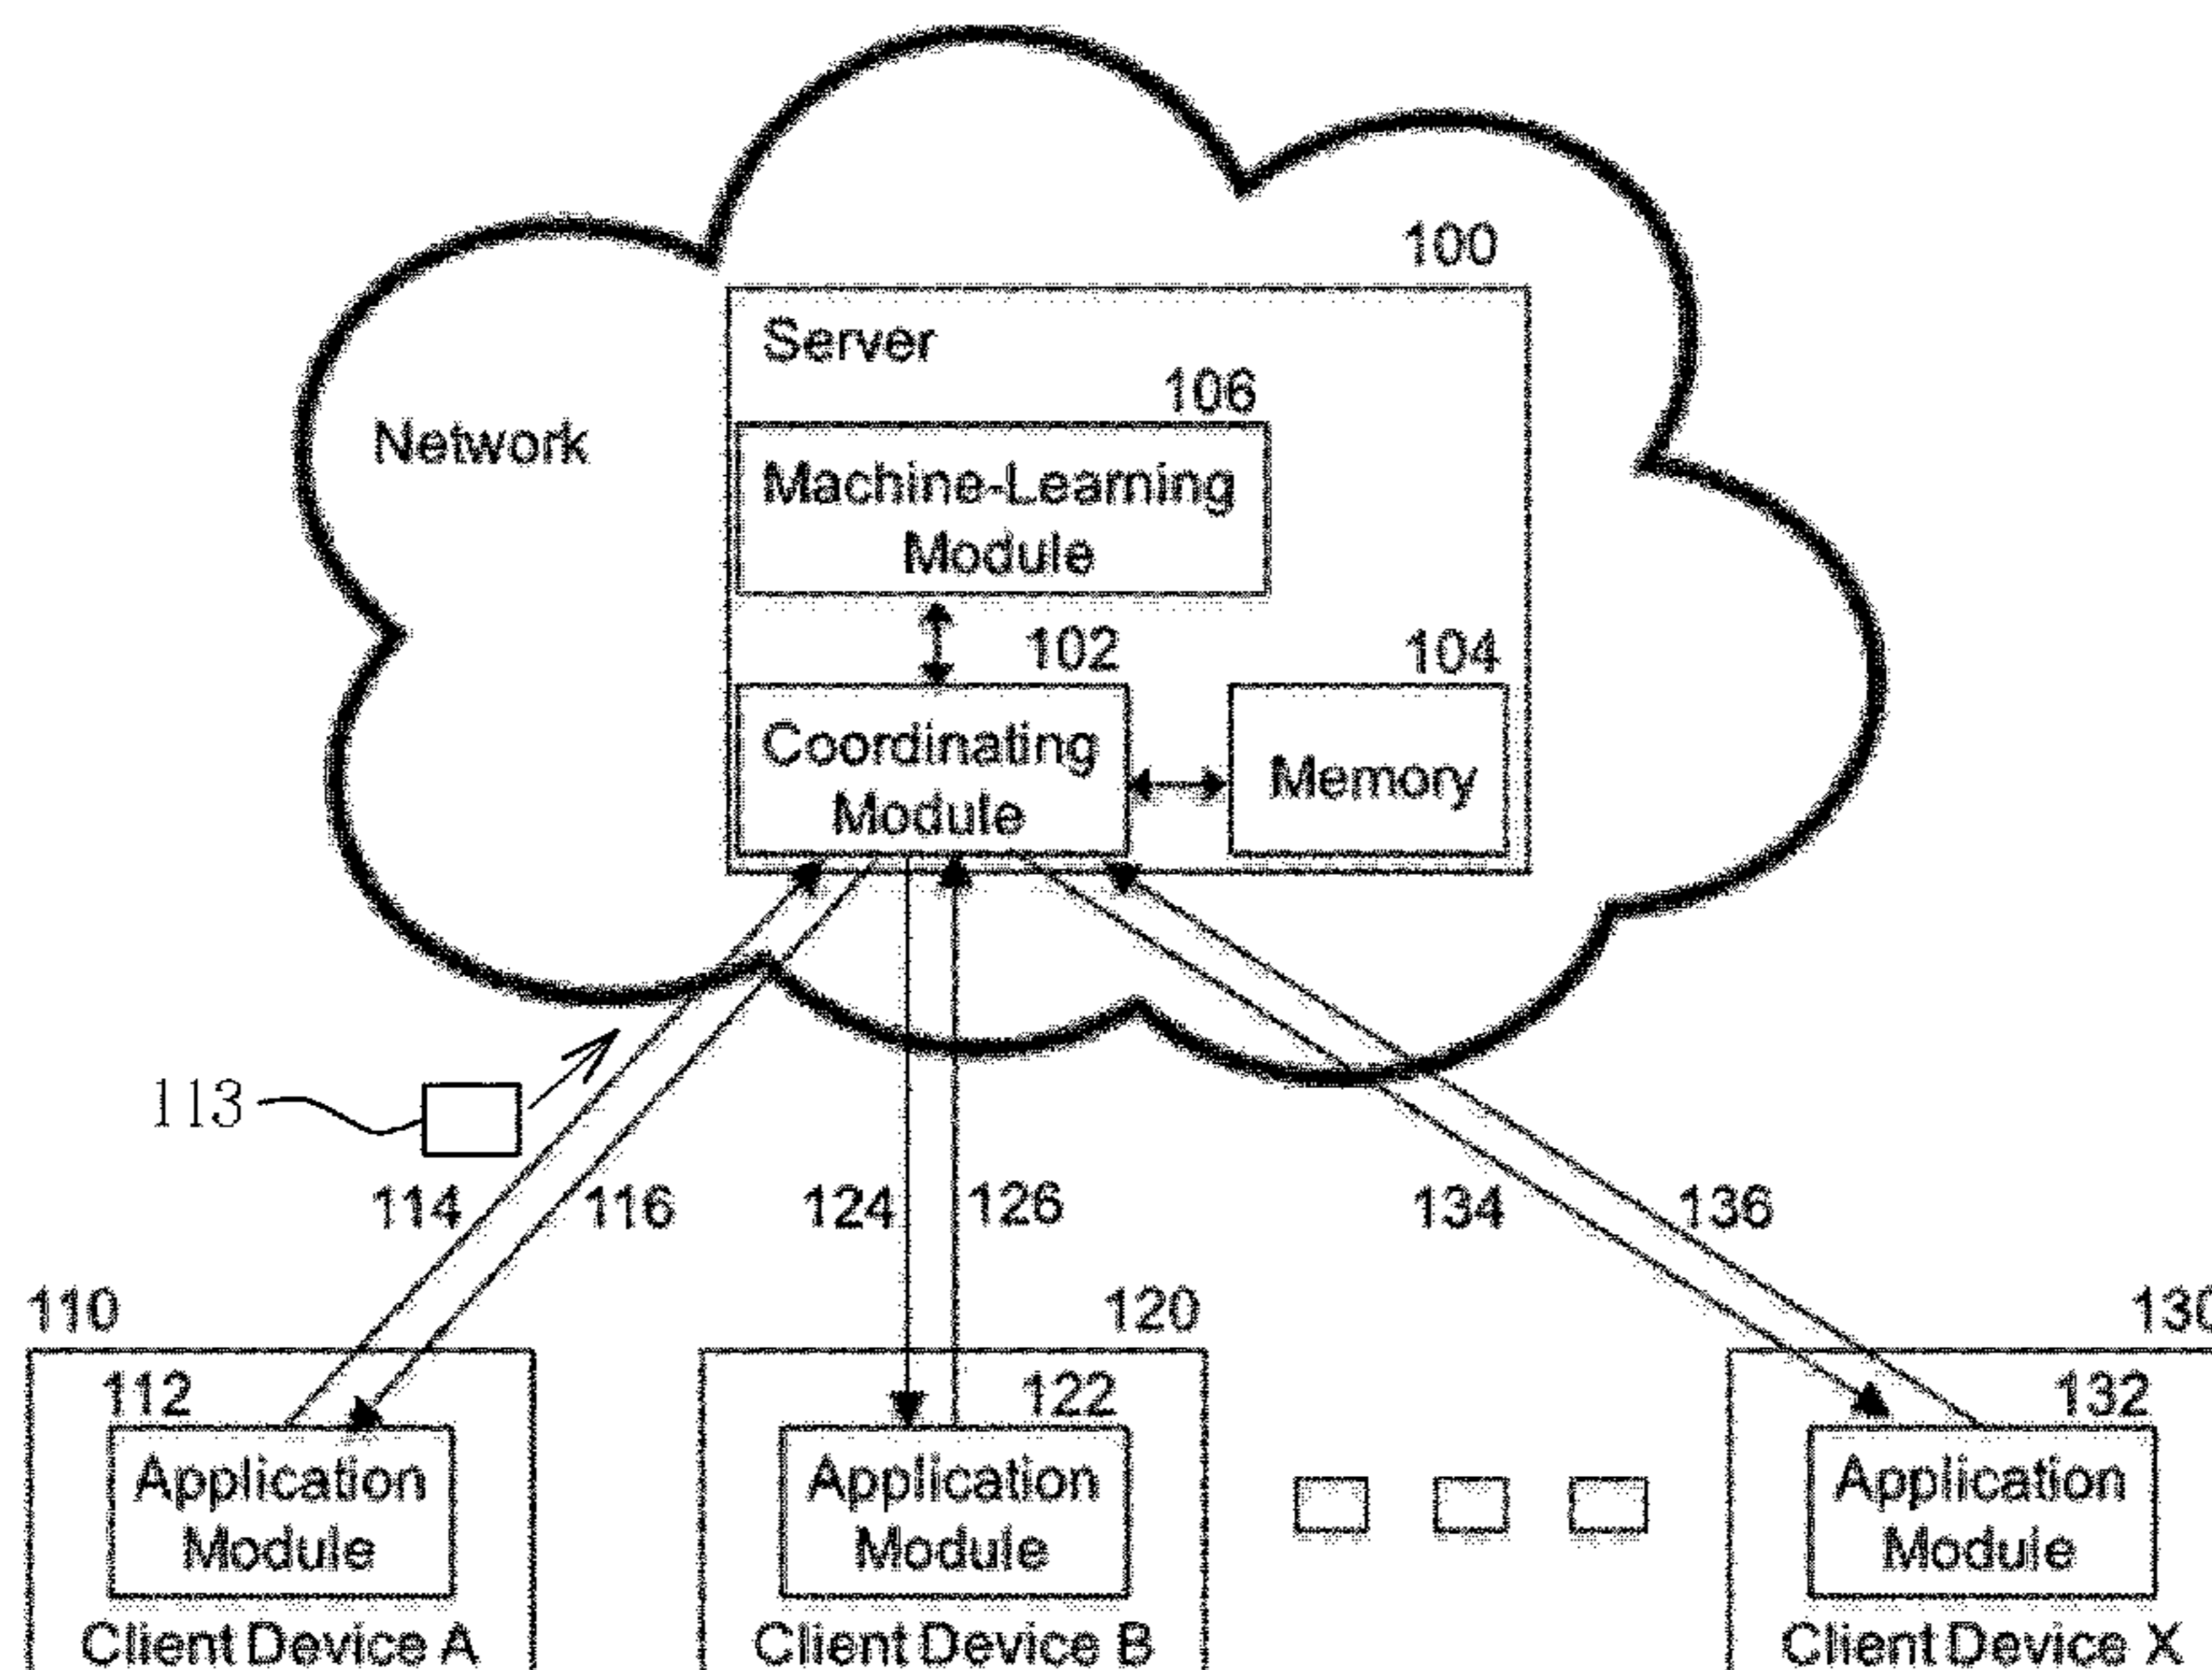 100
Server
106
Network
Machine-Learning
Module
102
104
Coordinating
Module
Memory
113
114
116
124
126
134
136
110
120
130
112
122
132
Application
Module
Application
Module
Application
Module
Client Device A
Client Device B
Client Device X